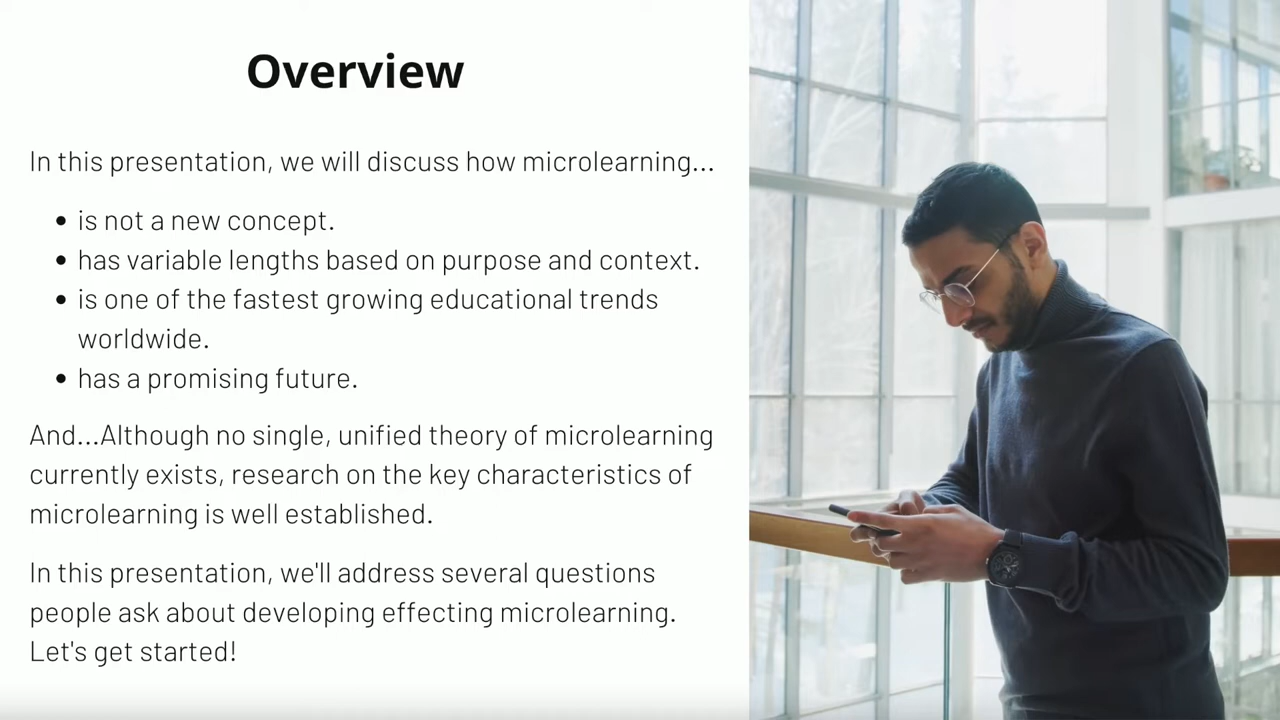 Overview
In this presentation, we will discuss how microlearning...
• is not a new concept.
• has variable lengths based on purpose and context.
• is one of the fastest growing educational trends
worldwide.
• has a promising future.
And...Although no single, unified theory of microlearning
currently exists, research on the key characteristics of
microlearning is well established.
In this presentation, we'll address several questions
people ask about developing effecting microlearning.
Let's get started!